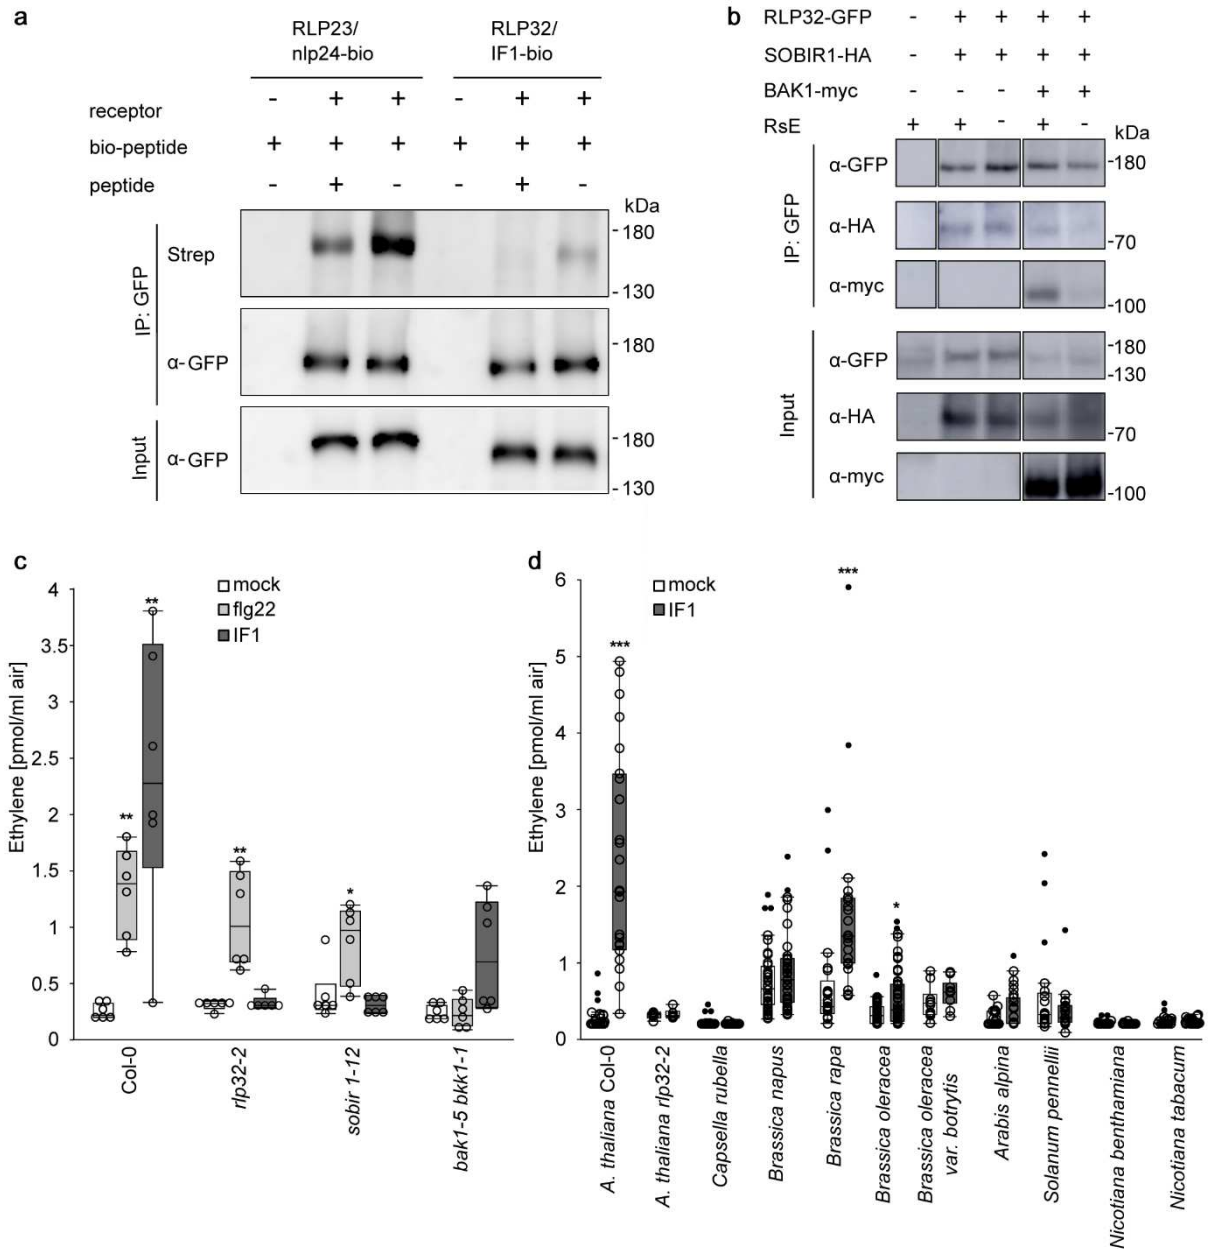 a
RLP23/
nlp24-bio
RLP32/
IF1-bio
receptor - + + - + +
bio-peptide + + + + + +
peptide - + - - + -
kDa
IP: GFP
Strep
-180
-130
α-GFP
-180
Input
α-GFP
-180
-130
b
RLP32-GFP - + + + +
SOBIR1-HA - + + + +
BAK1-myc - - - + +
RsE + + - + -
kDa
IP: GFP
α-GFP
-180
α-HA
-70
α-myc
-100
Input
α-GFP
-180
-130
α-HA
-70
α-myc
-100
c
mock
flg22
IF1
Ethylene [pmol/ml air]
4
3.5
3
2.5
2
1.5
1
0.5
0
**
**
**
*
Col-0
rlp32-2
sobir 1-12
bak1-5 bkk1-1
d
mock
IF1
Ethylene [pmol/ml air]
6
5
4
3
2
1
0
***
***
*
A. thaliana Col-0
A. thaliana rlp32-2
Capsella rubella
Brassica napus
Brassica rapa
Brassica oleracea
Brassica oleracea
var. botrytis
Arabis alpina
Solanum pennellii
Nicotiana benthamiana
Nicotiana tabacum